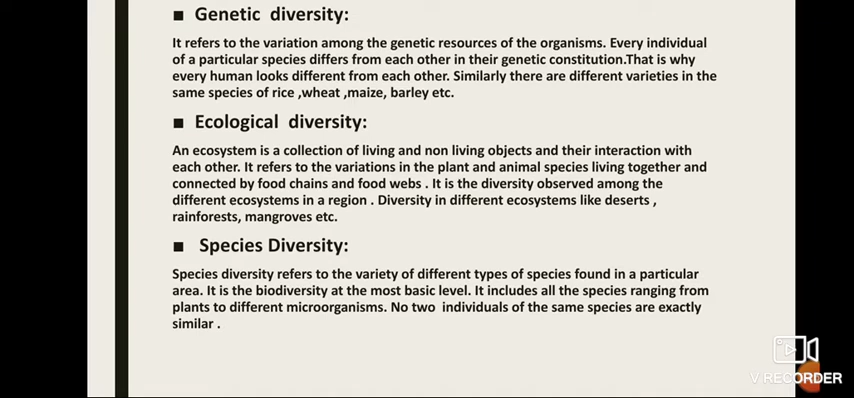 ■ Genetic diversity:
It refers to the variation among the genetic resources of the organisms. Every individual
of a particular species differs from each other in their genetic constitution.That is why
every human looks different from each other. Similarly there are different varieties in the
same species of rice ,wheat ,maize, barley etc.
■ Ecological diversity:
An ecosystem is a collection of living and non living objects and their interaction with
each other. It refers to the variations in the plant and animal species living together and
connected by food chains and food webs . It is the diversity observed among the
different ecosystems in a region . Diversity in different ecosystems like deserts ,
rainforests, mangroves etc.
■ Species Diversity:
Species diversity refers to the variety of different types of species found in a particular
area. It is the biodiversity at the most basic level. It includes all the species ranging from
plants to different microorganisms. No two individuals of the same species are exactly
similar .
V RECORDER